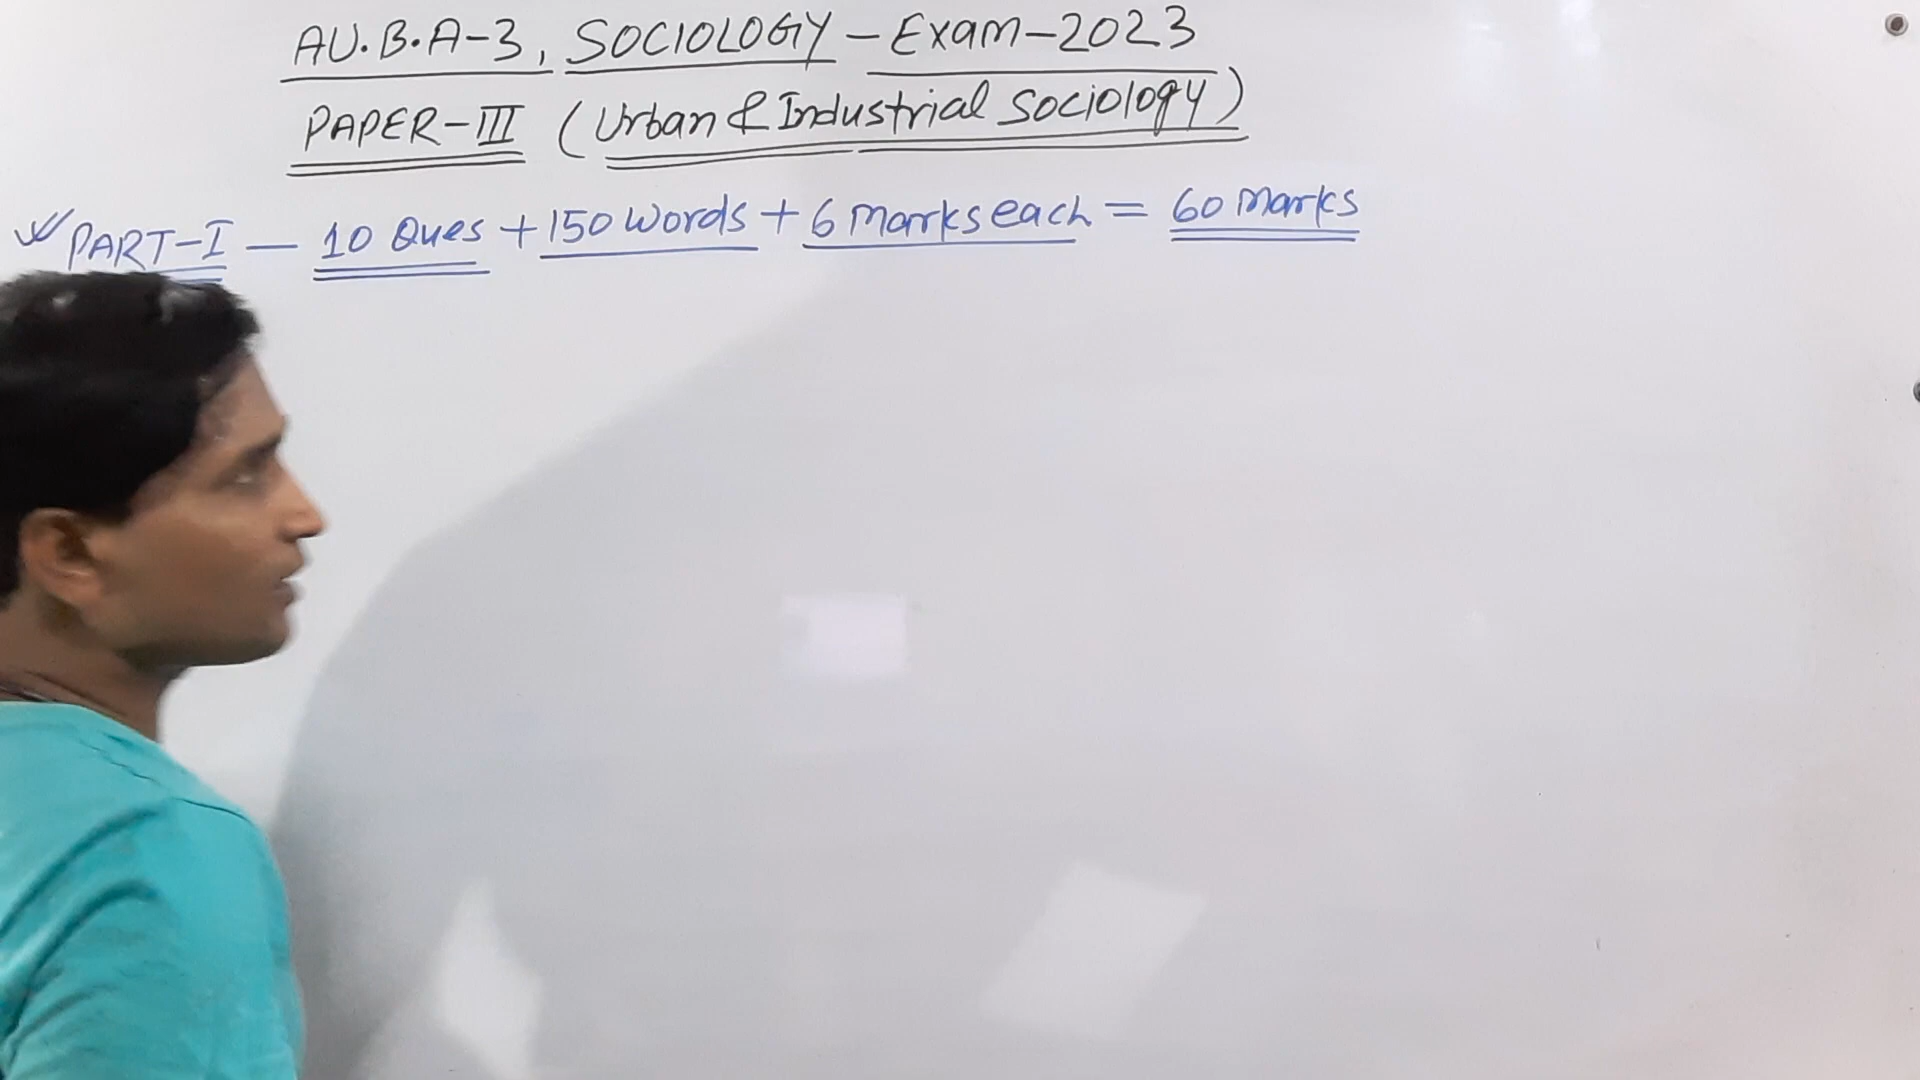 AU.B.A-3, SOCIOLOGY - Exam-2023
PAPER-III (Urban & Industrial Sociology)
PART-I - 10 Ques + 150 words + 6 Marks each = 60 Marks